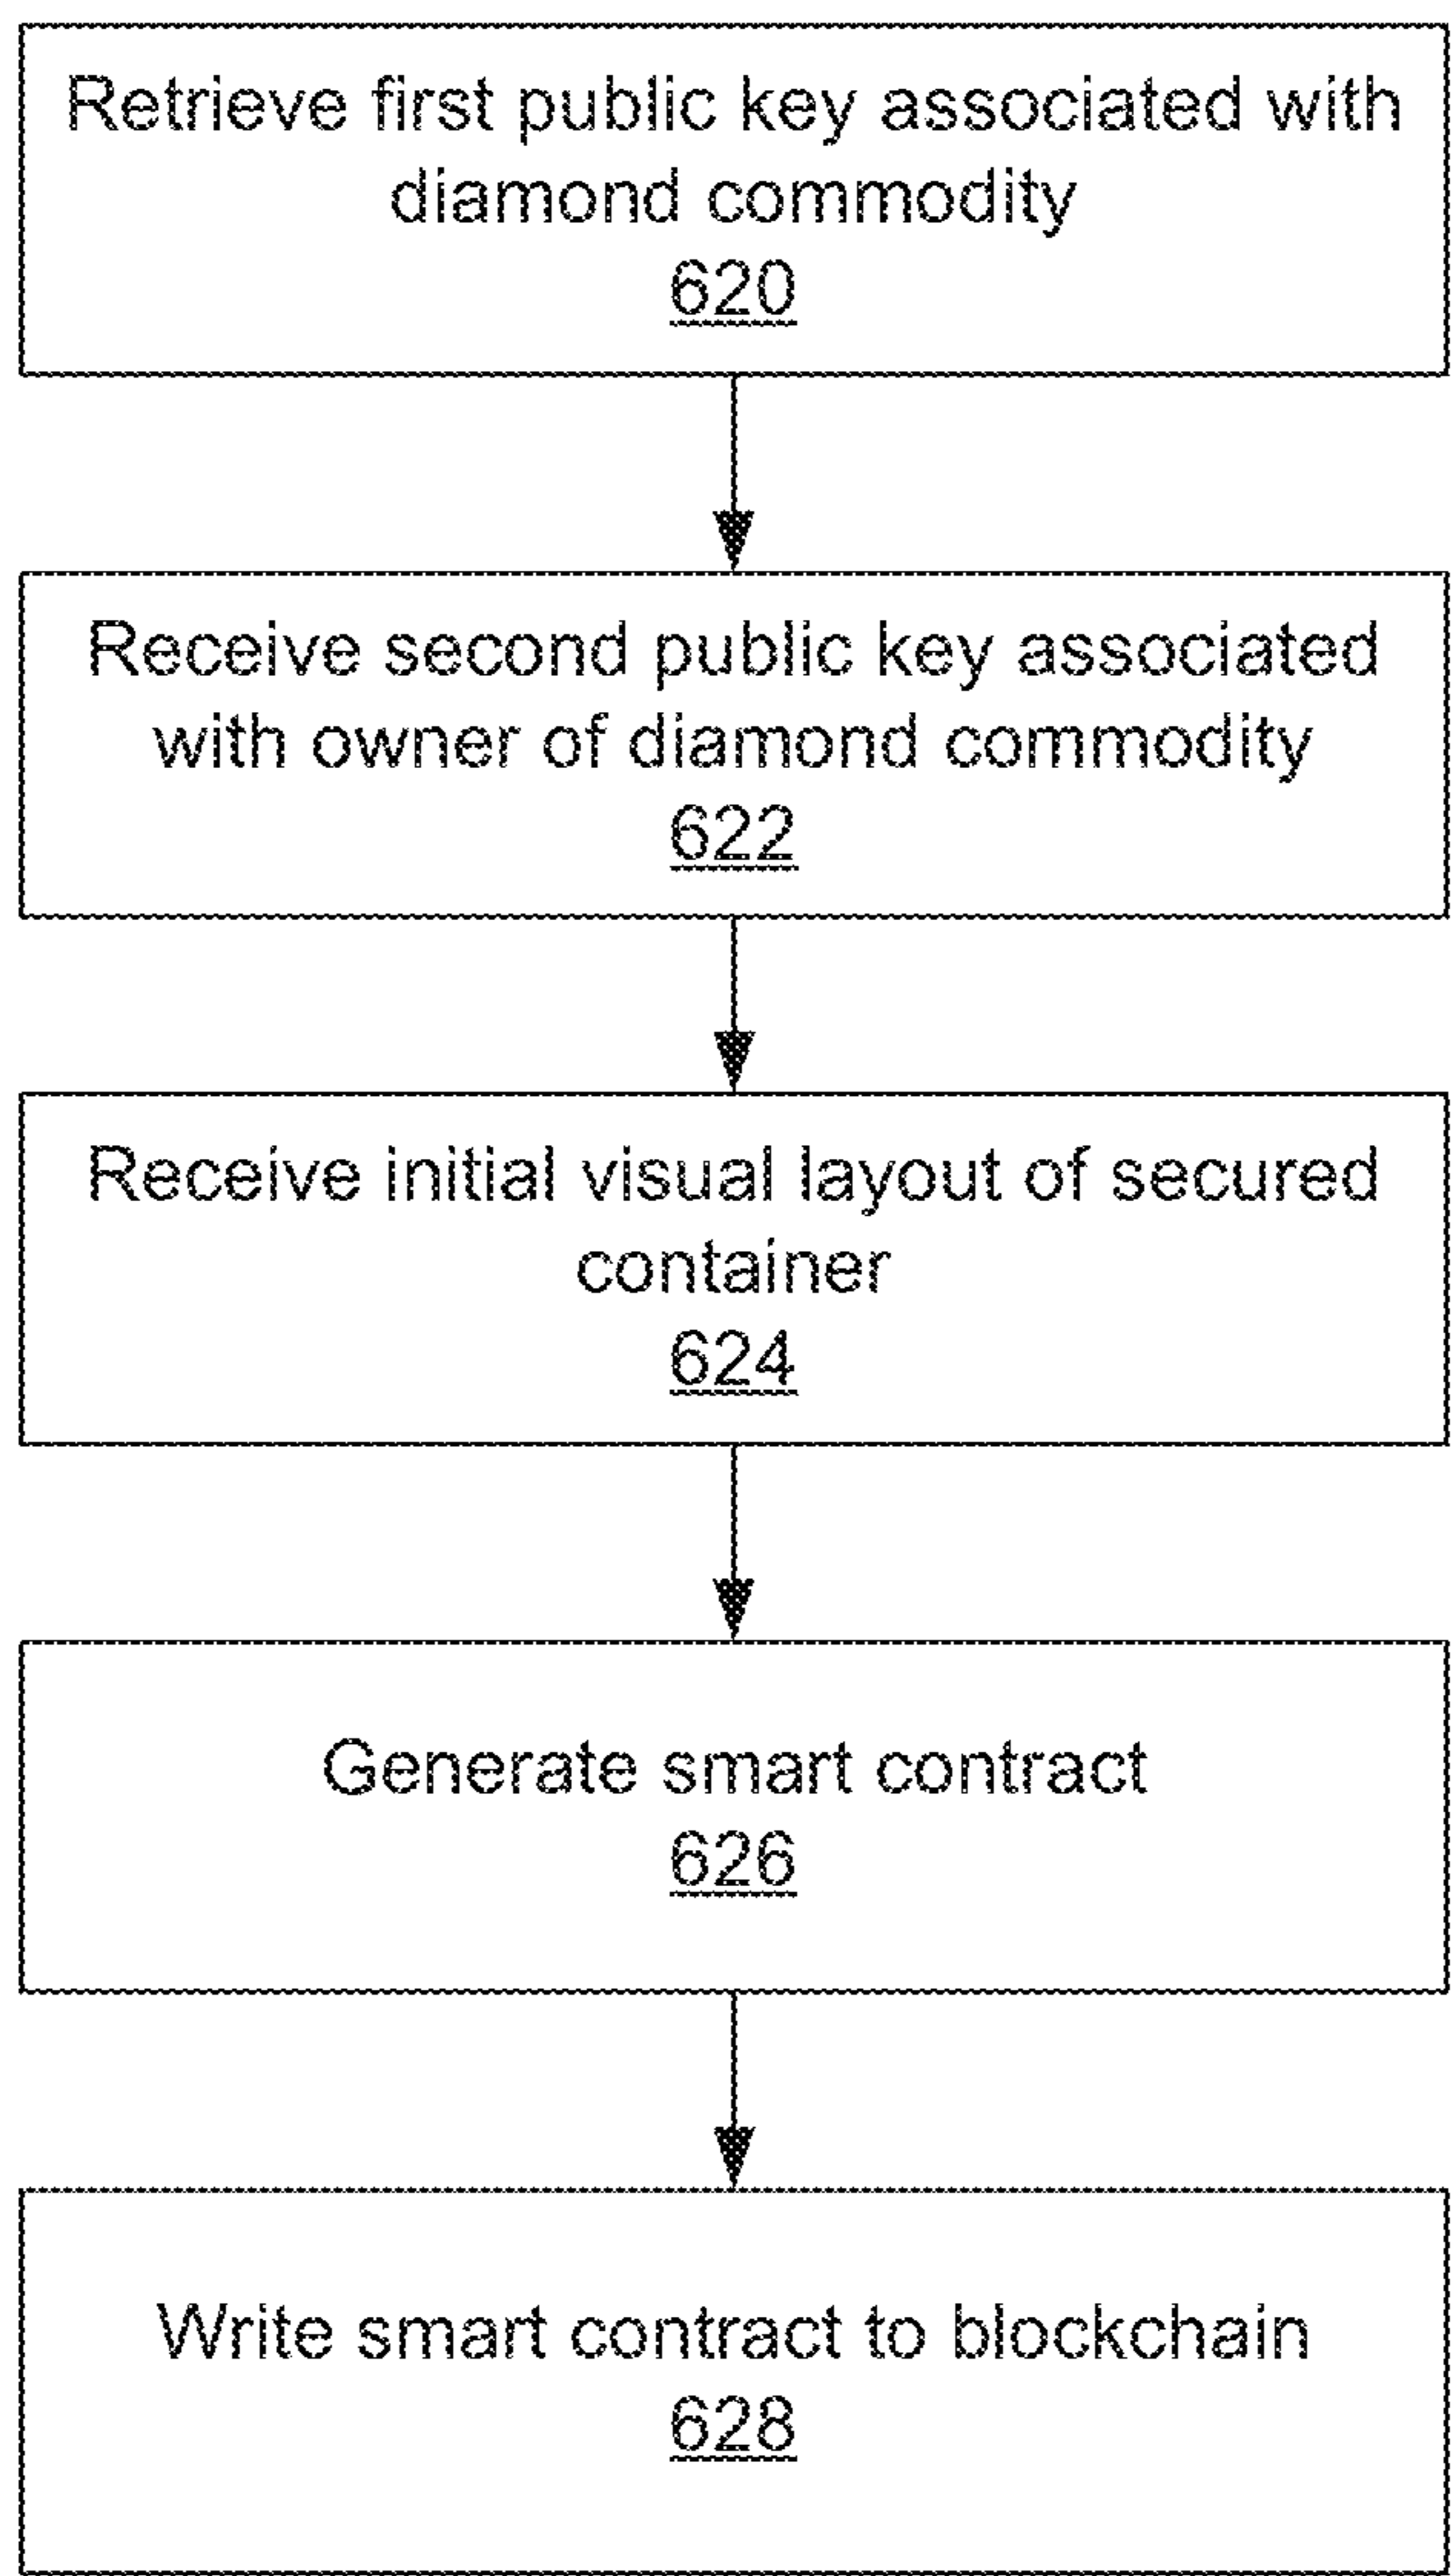 Retrieve first public key associated with
diamond commodity
620
Receive second public key associated
with owner of diamond commodity
622
Receive initial visual layout of secured
container
624
Generate smart contract
626
Write smart contract to blockchain
628